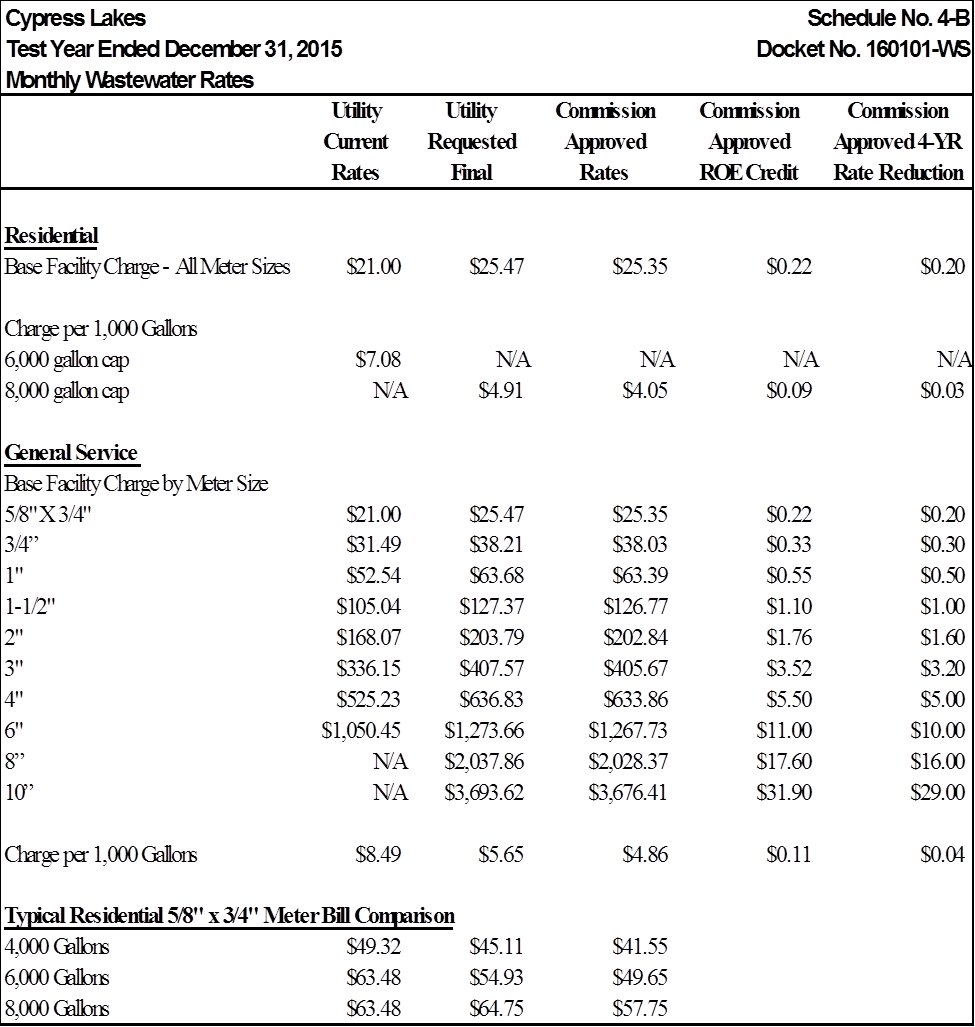 Cypress Lakes Schedule No. 4-B
Test Year Ended December 31, 2015 Docket No. 160101-WS
Monthly Wastewater Rates
Utility Utility Commission Commission Commission
Current Requested Approved Approved Approved 4-YR
Rates Final Rates ROE Credit Rate Reduction
Residential
Base Facility Charge - All Meter Sizes $21.00 $25.47 $25.35 $0.22 $0.20
Charge per 1,000 Gallons
6,000 gallon cap $7.08 N/A N/A N/A N/A
8,000 gallon cap N/A $4.91 $4.05 $0.09 $0.03
General Service
Base Facility Charge by Meter Size
5/8" X 3/4" $21.00 $25.47 $25.35 $0.22 $0.20
3/4” $31.49 $38.21 $38.03 $0.33 $0.30
1" $52.54 $63.68 $63.39 $0.55 $0.50
1-1/2" $105.04 $127.37 $126.77 $1.10 $1.00
2" $168.07 $203.79 $202.84 $1.76 $1.60
3" $336.15 $407.57 $405.67 $3.52 $3.20
4" $525.23 $636.83 $633.86 $5.50 $5.00
6" $1,050.45 $1,273.66 $1,267.73 $11.00 $10.00
8” N/A $2,037.86 $2,028.37 $17.60 $16.00
10” N/A $3,693.62 $3,676.41 $31.90 $29.00
Charge per 1,000 Gallons $8.49 $5.65 $4.86 $0.11 $0.04
Typical Residential 5/8" x 3/4" Meter Bill Comparison
4,000 Gallons $49.32 $45.11 $41.55
6,000 Gallons $63.48 $54.93 $49.65
8,000 Gallons $63.48 $64.75 $57.75